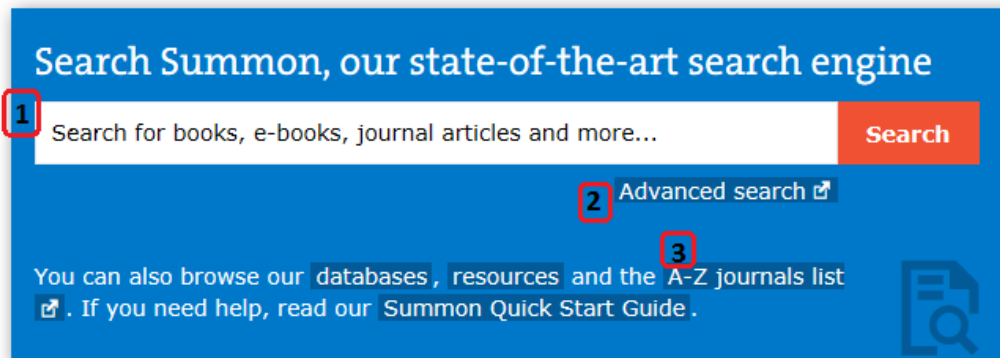 Search Summon, our state-of-the-art search engine
1
Search for books, e-books, journal articles and more... Search
2 Advanced search
3
You can also browse our databases, resources and the A-Z journals list
. If you need help, read our Summon Quick Start Guide.